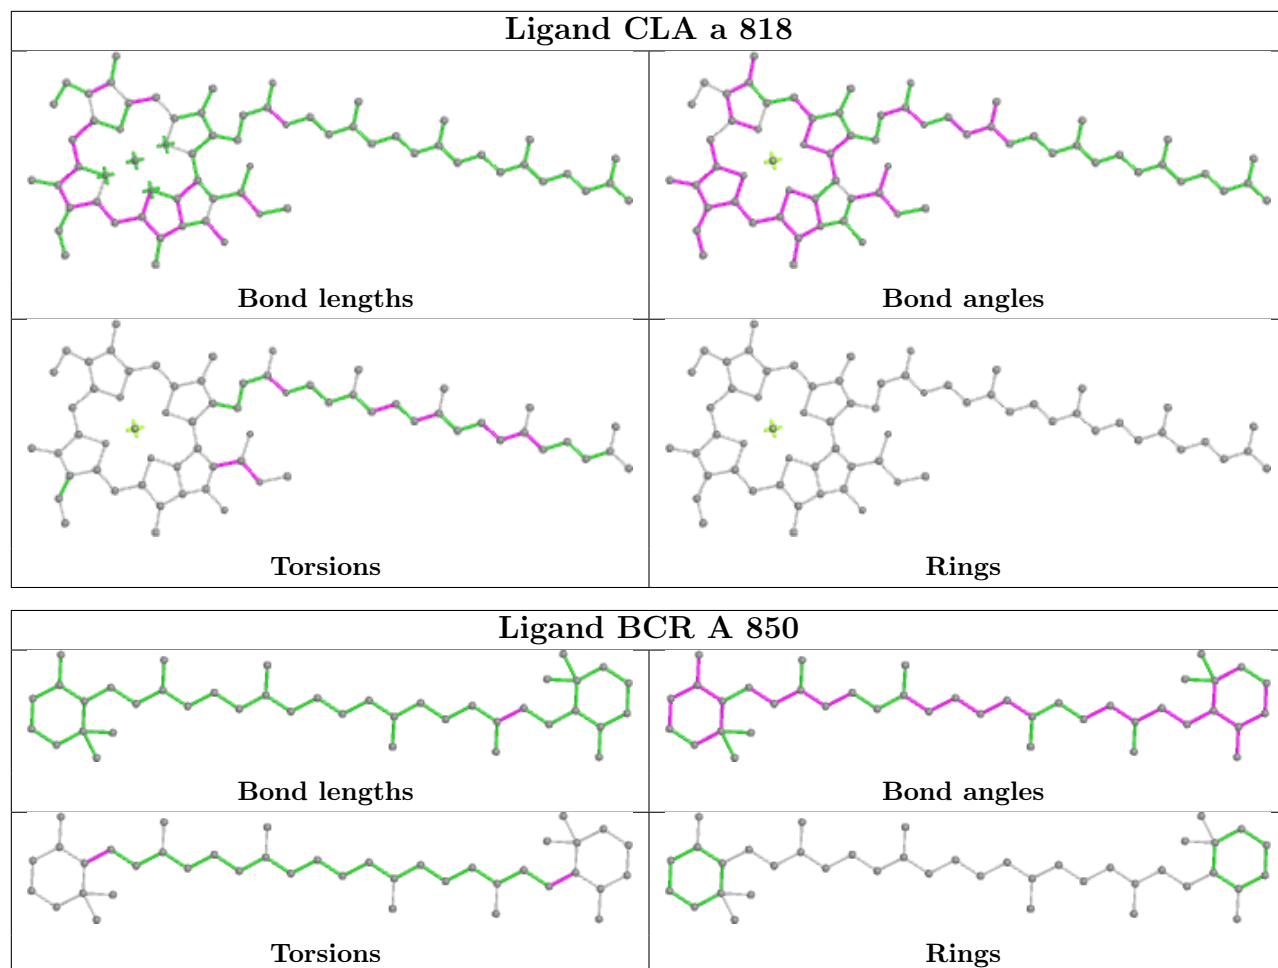 Ligand CLA a 818
Bond lengths
Bond angles
Torsions
Rings
Ligand BCR A 850
Bond lengths
Bond angles
Torsions
Rings